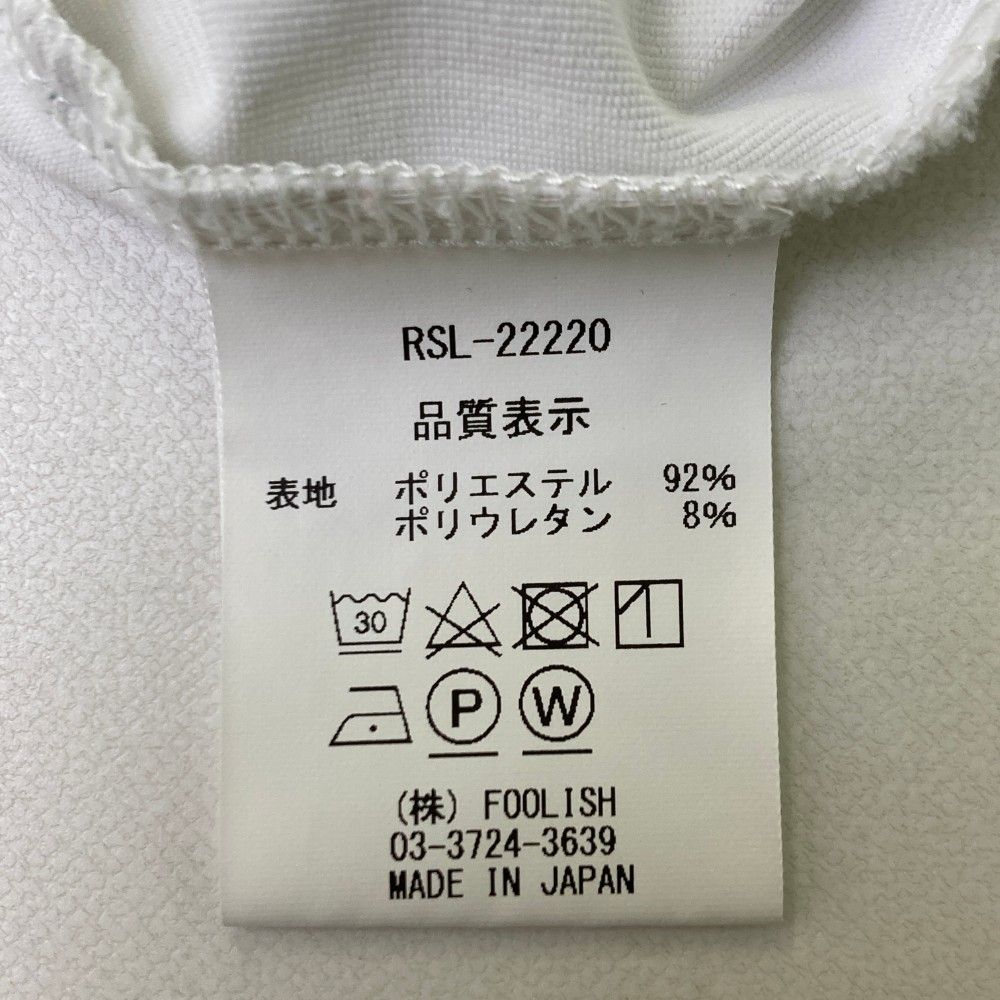 RSL-22220
品質表示
表地 ポリエステル 92%
ポリウレタン 8%
30
P W
(株) FOOLISH
03-3724-3639
MADE IN JAPAN